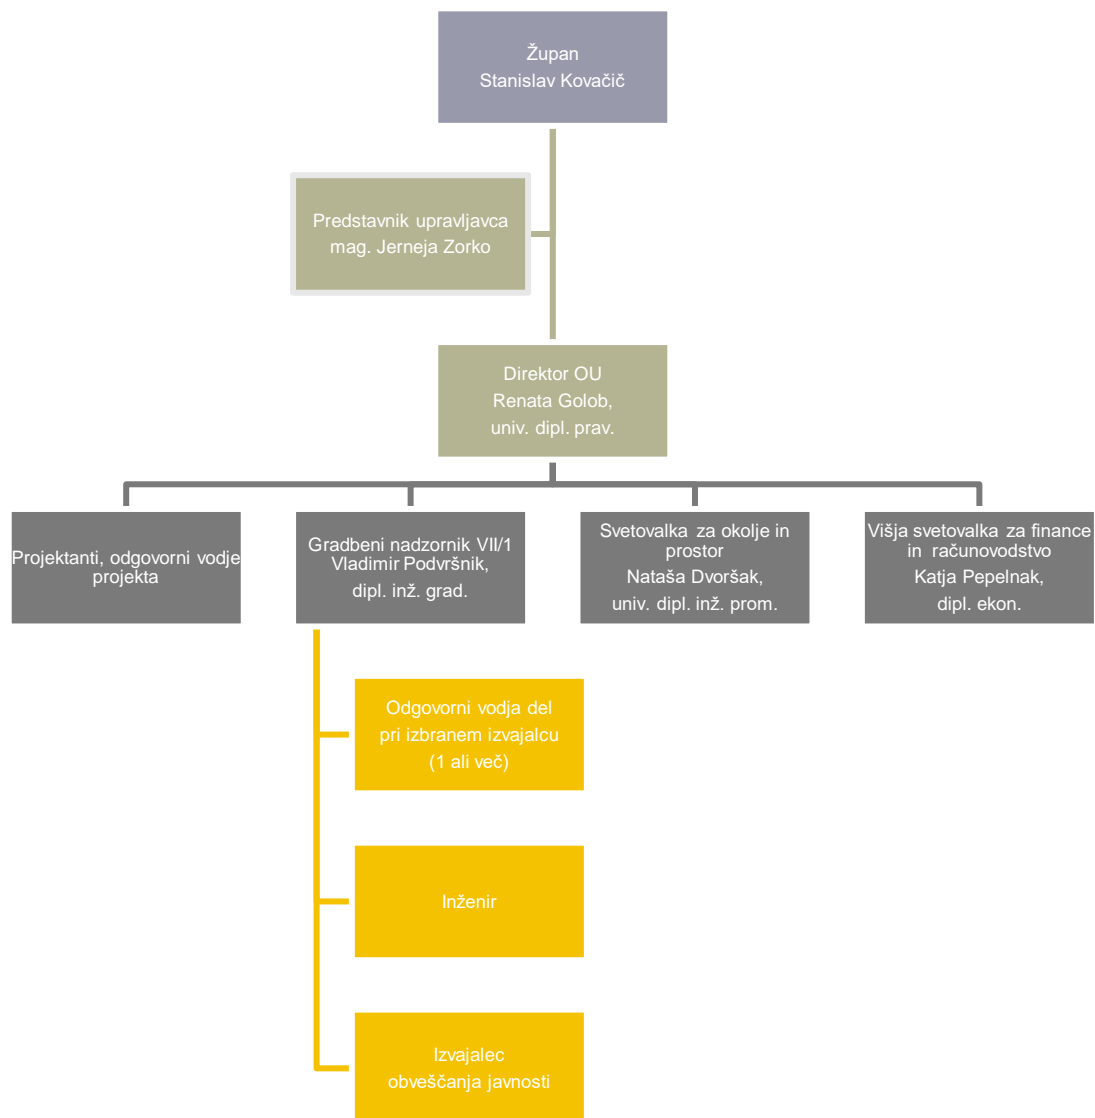 Župan
Stanislav Kovačič
Predstavnik upravljavca
mag. Jerneja Zorko
Direktor OU
Renata Golob,
univ. dipl. prav.
Projektanti, odgovorni vodje
projekta
Gradbeni nadzornik VII/1
Vladimir Podvršnik,
dipl. inž. grad.
Svetovalka za okolje in
prostor
Nataša Dvoršak,
univ. dipl. inž. prom.
Višja svetovalka za finance
in računovodstvo
Katja Pepelnak,
dipl. ekon.
Odgovorni vodja del
pri izbranem izvajalcu
(1 ali več)
Inženir
Izvajalec
obveščanja javnosti